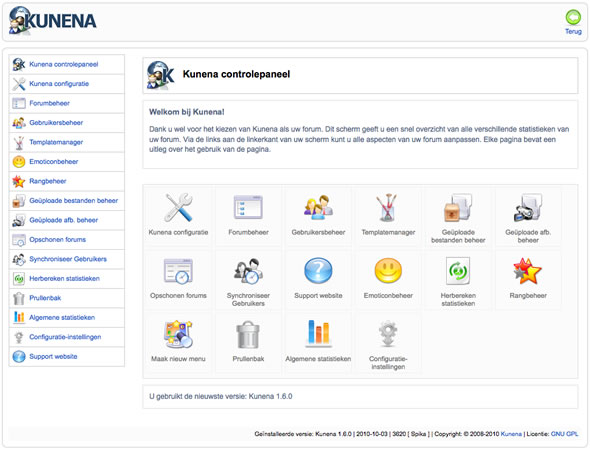 KUNENA
Terug
Kunena controlepaneel
Kunena configuratie
Forumbeheer
Gebruikersbeheer
Templatemanager
Emoticonbeheer
Rangbeheer
Geüploade bestanden beheer
Geüploade afb. beheer
Opschonen forums
Synchroniseer Gebruikers
Herbereken statistieken
Prullenbak
Algemene statistieken
Configuratie-instellingen
Support website
Kunena controlepaneel
Welkom bij Kunena!
Dank u wel voor het kiezen van Kunena als uw forum. Dit scherm geeft u een snel overzicht van alle verschillende statistieken van
uw forum. Via de links aan de linkerkant van uw scherm kunt u alle aspecten van uw forum aanpassen. Elke pagina bevat een
uitleg over het gebruik van de pagina.
Kunena configuratie
Forumbeheer
Gebruikersbeheer
Templatemanager
Geüploade
bestanden beheer
Geüploade afb.
beheer
Opschonen forums
Synchroniseer
Gebruikers
Support website
Emoticonbeheer
Herbereken
statistieken
Rangbeheer
Maak nieuw menu
Prullenbak
Algemene statistieken
Configuratie-
instellingen
U gebruikt de nieuwste versie: Kunena 1.6.0
Geïnstalleerde versie: Kunena 1.6.0 | 2010-10-03 | 3620 [ Spika ] | Copyright: © 2008-2010 Kunena | Licentie: GNU GPL